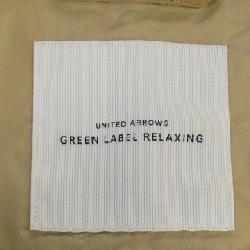 UNITED ARROWS
GREEN LABEL RELAXING